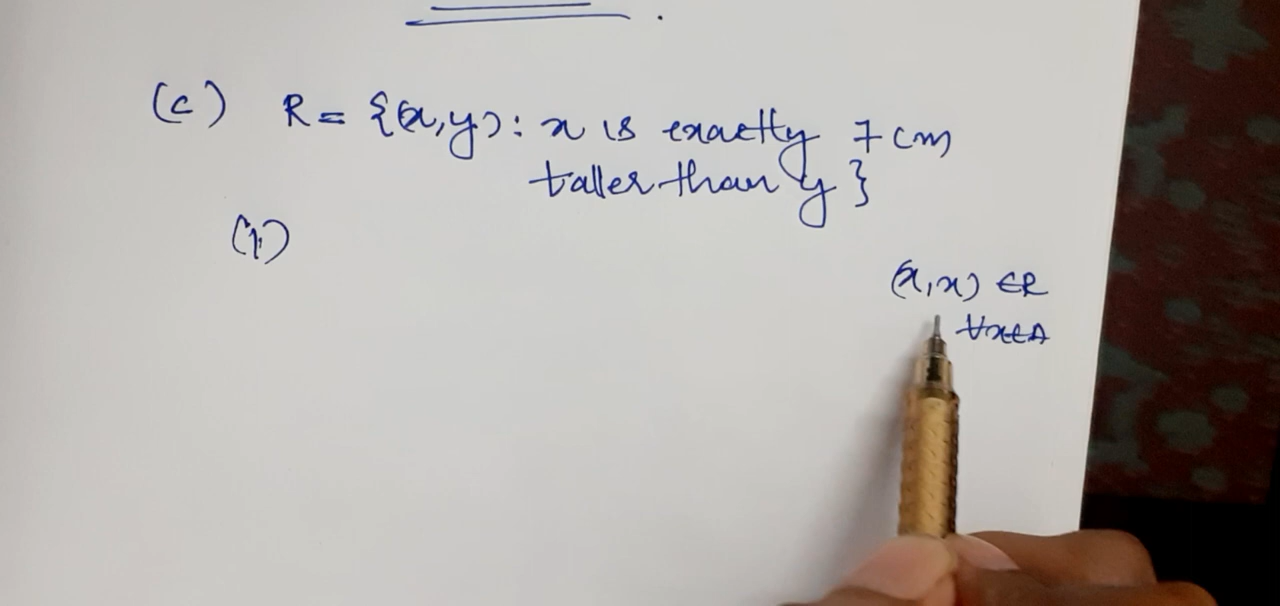 (c) R = {(x,y) : x is exactly 7 cm
taller than y }
(i)
(x,x) ∈R
∀x∈A